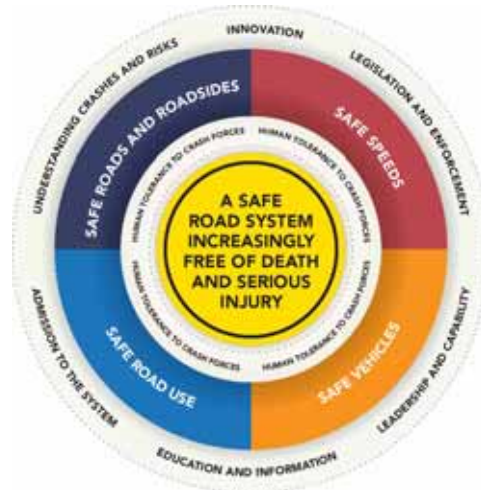 INNOVATION
LEGISLATION AND ENFORCEMENT
LEADERSHIP AND CAPABILITY
EDUCATION AND INFORMATION
ADMISSION TO THE SYSTEM
UNDERSTANDING CRASHES AND RISKS
SAFE ROADS AND ROADSIDES
SAFE SPEEDS
SAFE VEHICLES
SAFE ROAD USE
HUMAN TOLERANCE TO CRASH FORCES
HUMAN TOLERANCE TO CRASH FORCES
HUMAN TOLERANCE TO CRASH FORCES
HUMAN TOLERANCE TO CRASH FORCES
A SAFE
ROAD SYSTEM
INCREASINGLY
FREE OF DEATH
AND SERIOUS
INJURY